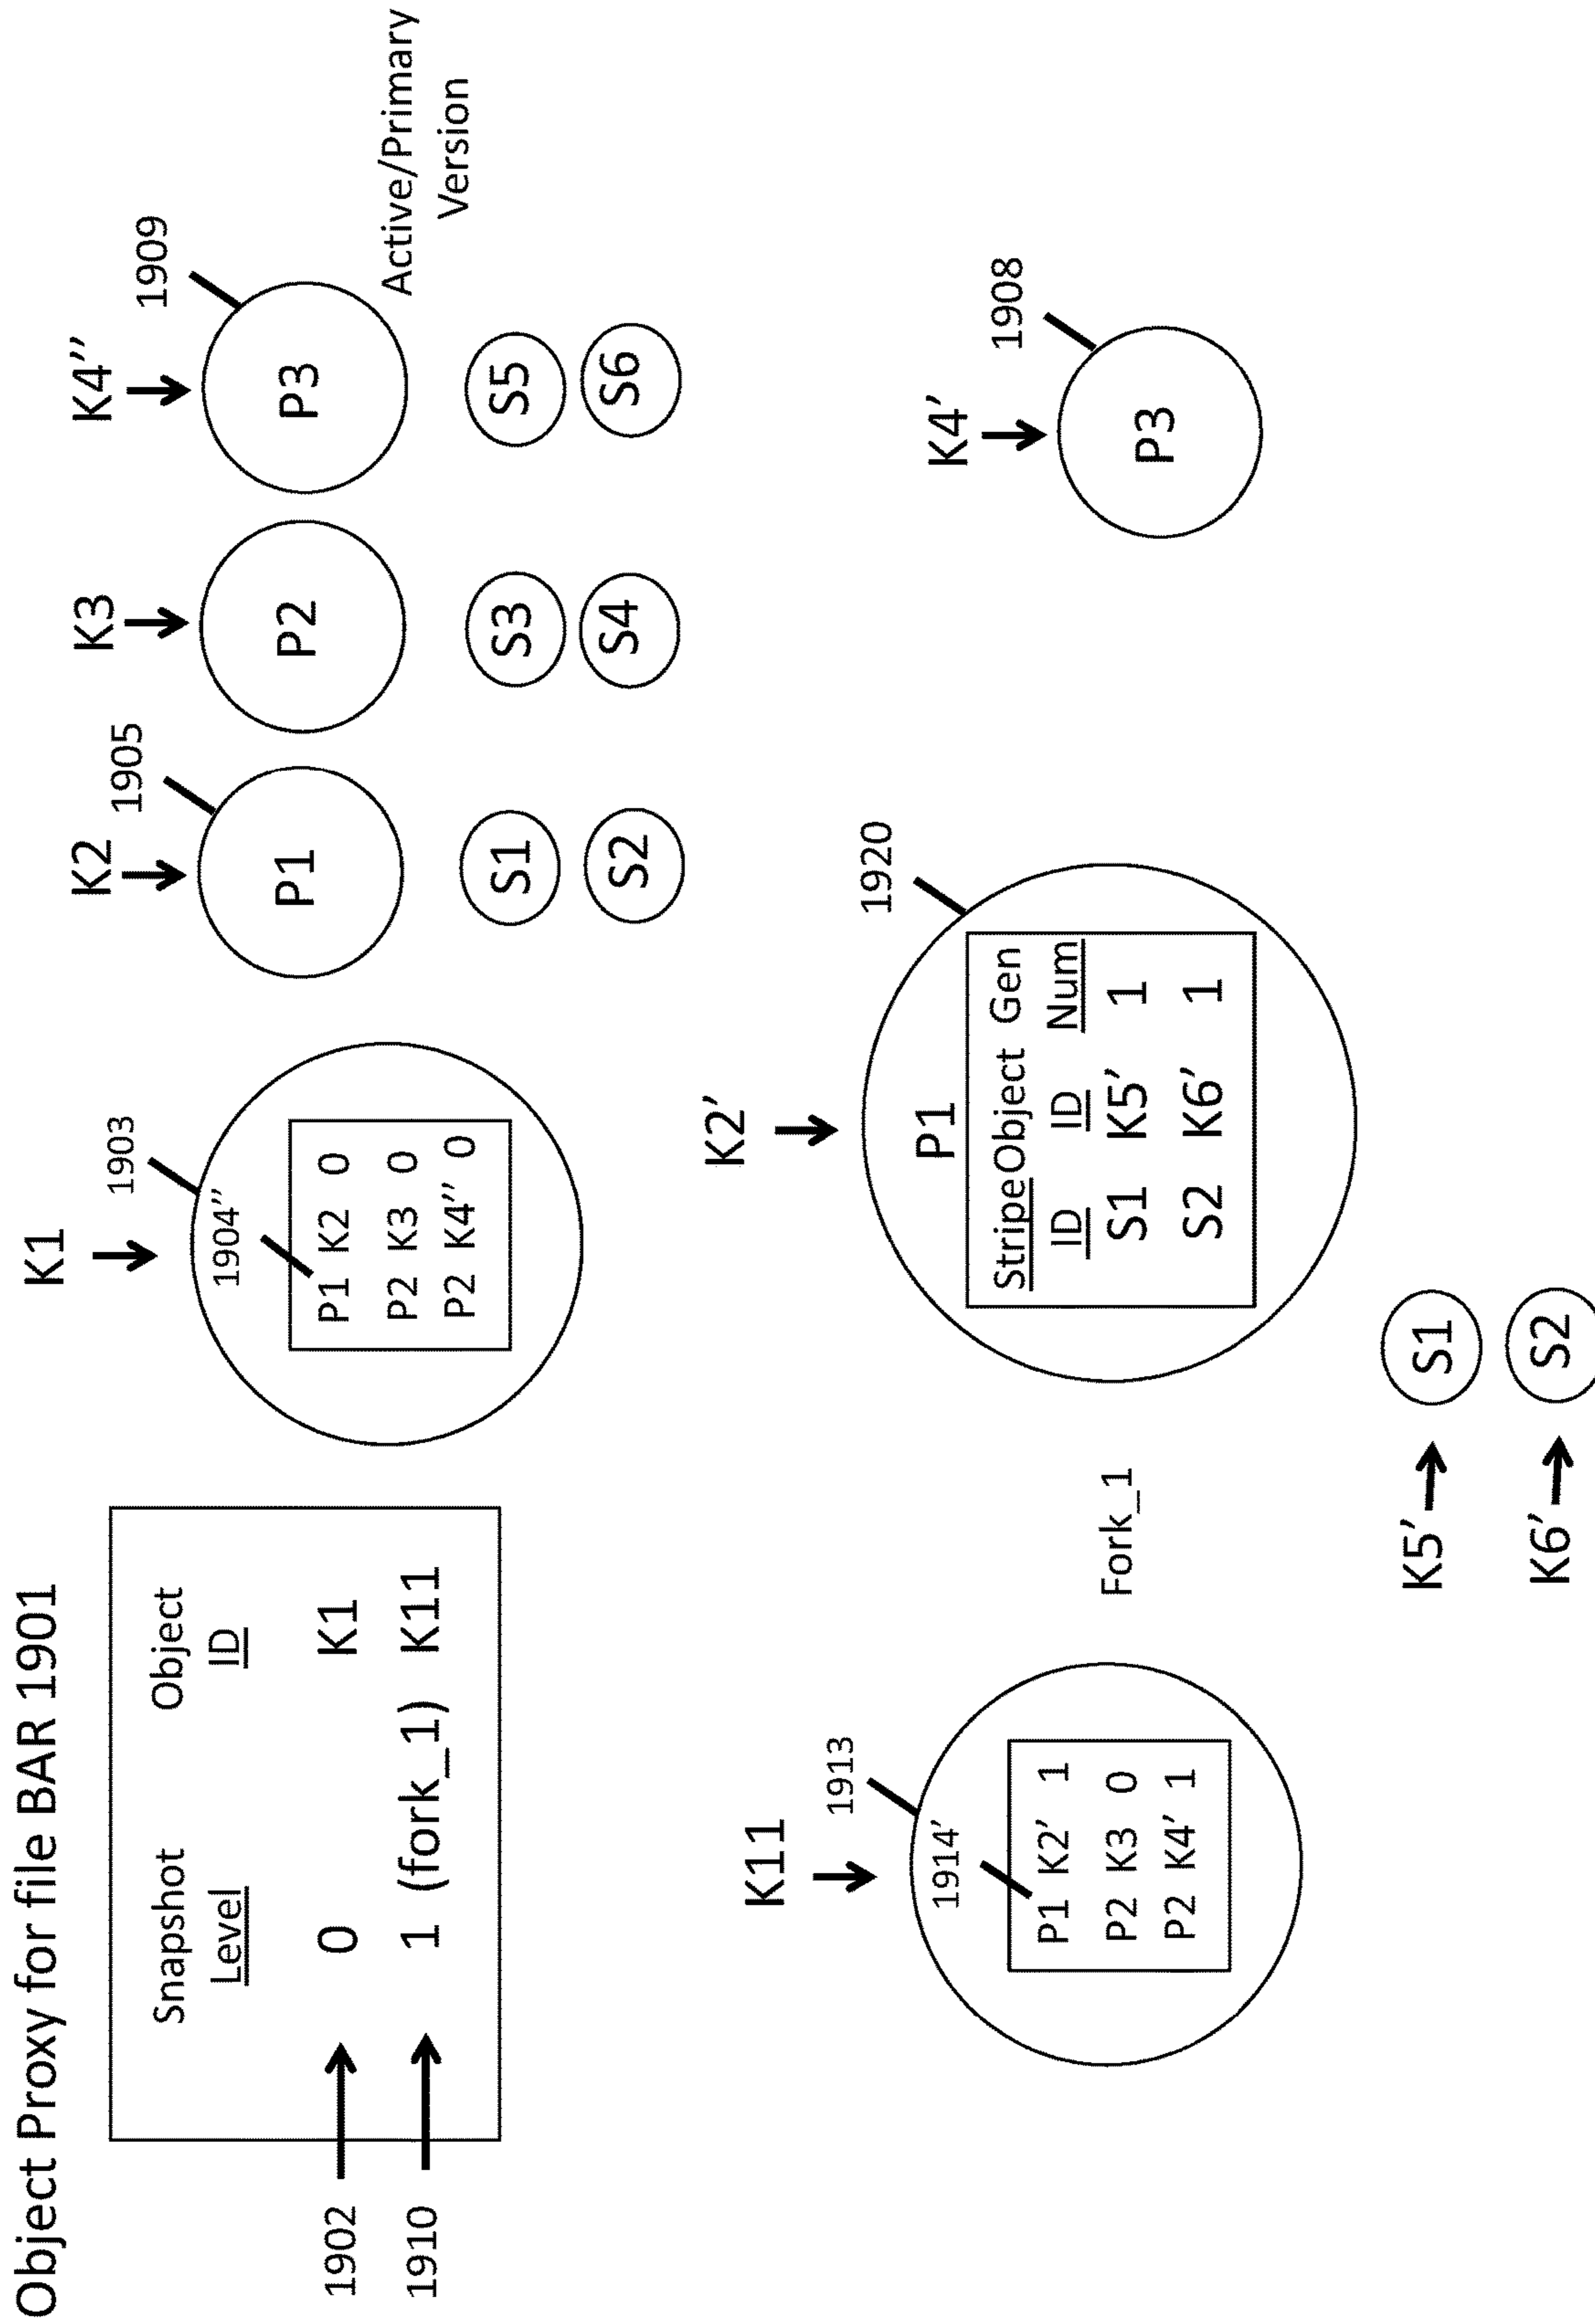 Object Proxy for file BAR 1901
Snapshot Object
Level ID
1902 0 K1
1910 1 (fork_1) K11
K1
1903
1904’’
P1 K2 0
P2 K3 0
P2 K4’’ 0
K2
1905
P1
S1
S2
K3
P2
S3
S4
K4’’
1909
P3
S5
S6
Active/Primary
Version
K11
1913
1914’
P1 K2’ 1
P2 K3 0
P2 K4’ 1
Fork_1
K2’
1920
P1
Stripe Object Gen
ID ID Num
S1 K5’ 1
S2 K6’ 1
K5’ S1
K6’ S2
K4’
1908
P3